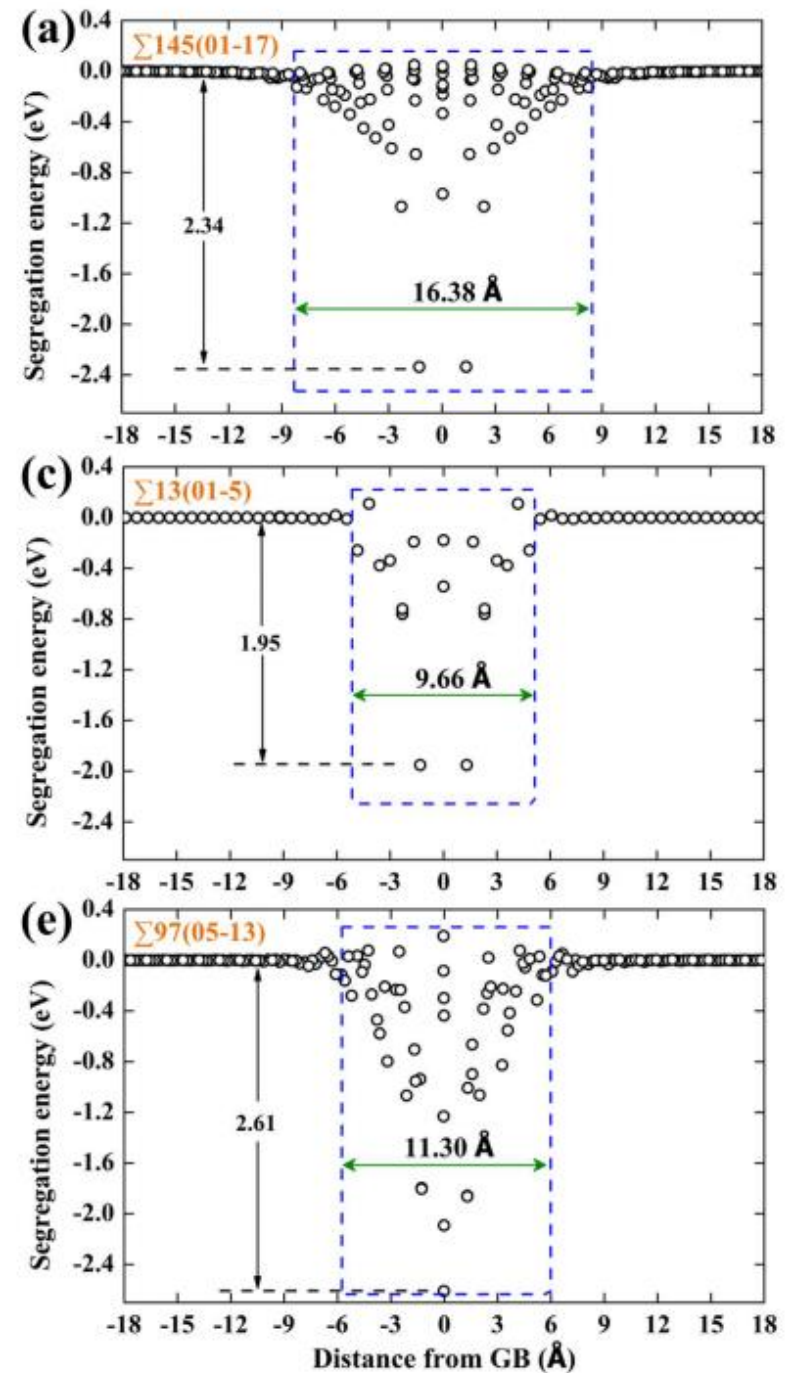 (a)
∑145(01-17)
0.4
0.0
-0.4
-0.8
-1.2
-1.6
-2.0
-2.4
Segregation energy (eV)
2.34
16.38 Å
-18 -15 -12 -9 -6 -3 0 3 6 9 12 15 18
(c)
∑13(01-5)
0.4
0.0
-0.4
-0.8
-1.2
-1.6
-2.0
-2.4
Segregation energy (eV)
1.95
9.66 Å
-18 -15 -12 -9 -6 -3 0 3 6 9 12 15 18
(e)
∑97(05-13)
0.4
0.0
-0.4
-0.8
-1.2
-1.6
-2.0
-2.4
Segregation energy (eV)
2.61
11.30 Å
-18 -15 -12 -9 -6 -3 0 3 6 9 12 15 18
Distance from GB (Å)